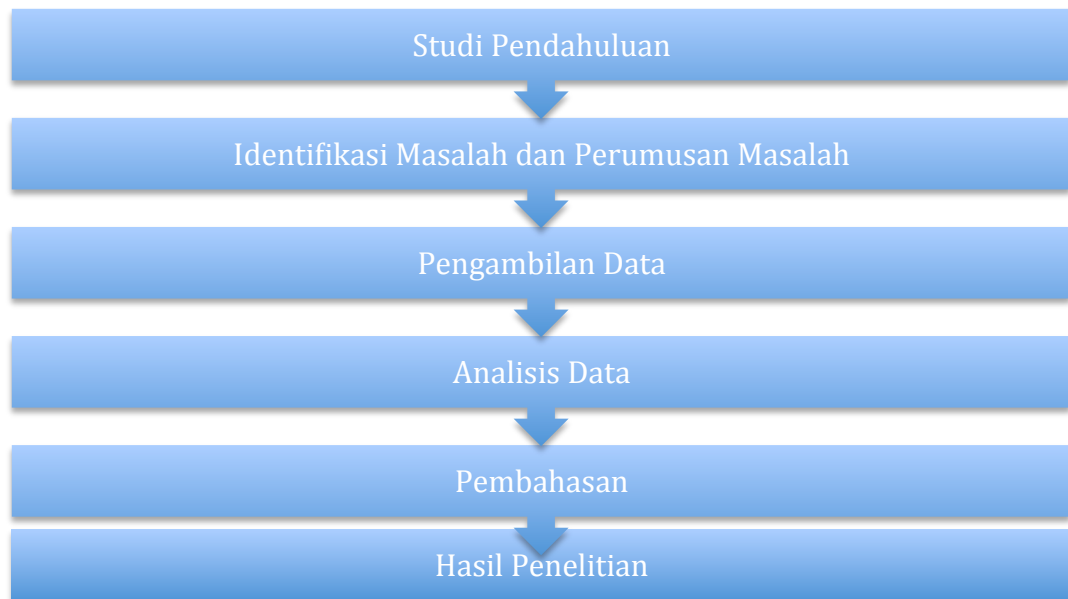 Studi Pendahuluan
Identifikasi Masalah dan Perumusan Masalah
Pengambilan Data
Analisis Data
Pembahasan
Hasil Penelitian